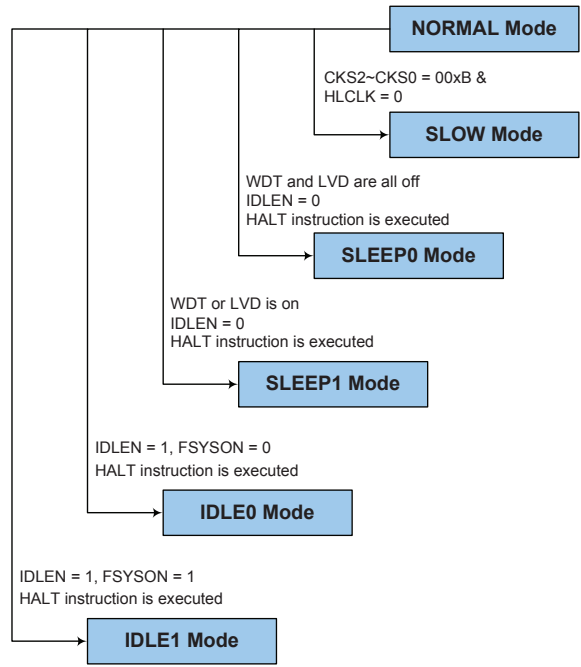 NORMAL Mode
CKS2~CKS0 = 00xB &
HLCLK = 0
SLOW Mode
WDT and LVD are all off
IDLEN = 0
HALT instruction is executed
SLEEP0 Mode
WDT or LVD is on
IDLEN = 0
HALT instruction is executed
SLEEP1 Mode
IDLEN = 1, FSYSON = 0
HALT instruction is executed
IDLE0 Mode
IDLEN = 1, FSYSON = 1
HALT instruction is executed
IDLE1 Mode